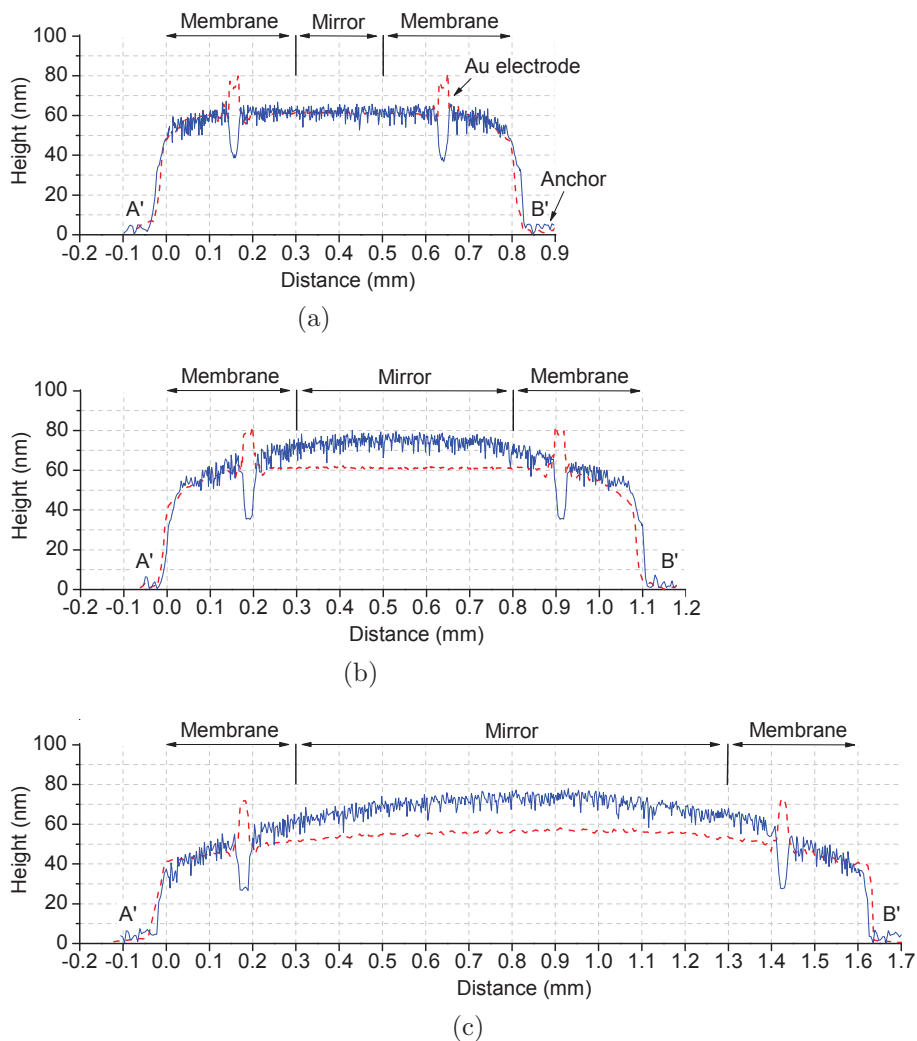 Membrane Mirror Membrane
100
80
60
40
20
0
Height (nm)
Au electrode
Anchor
A' B'
-0.2 -0.1 0.0 0.1 0.2 0.3 0.4 0.5 0.6 0.7 0.8 0.9
Distance (mm)
(a)
Membrane Mirror Membrane
100
80
60
40
20
0
Height (nm)
A' B'
-0.2 -0.1 0.0 0.1 0.2 0.3 0.4 0.5 0.6 0.7 0.8 0.9 1.0 1.1 1.2
Distance (mm)
(b)
Membrane Mirror Membrane
100
80
60
40
20
0
Height (nm)
A' B'
-0.2 -0.1 0.0 0.1 0.2 0.3 0.4 0.5 0.6 0.7 0.8 0.9 1.0 1.1 1.2 1.3 1.4 1.5 1.6 1.7
Distance (mm)
(c)